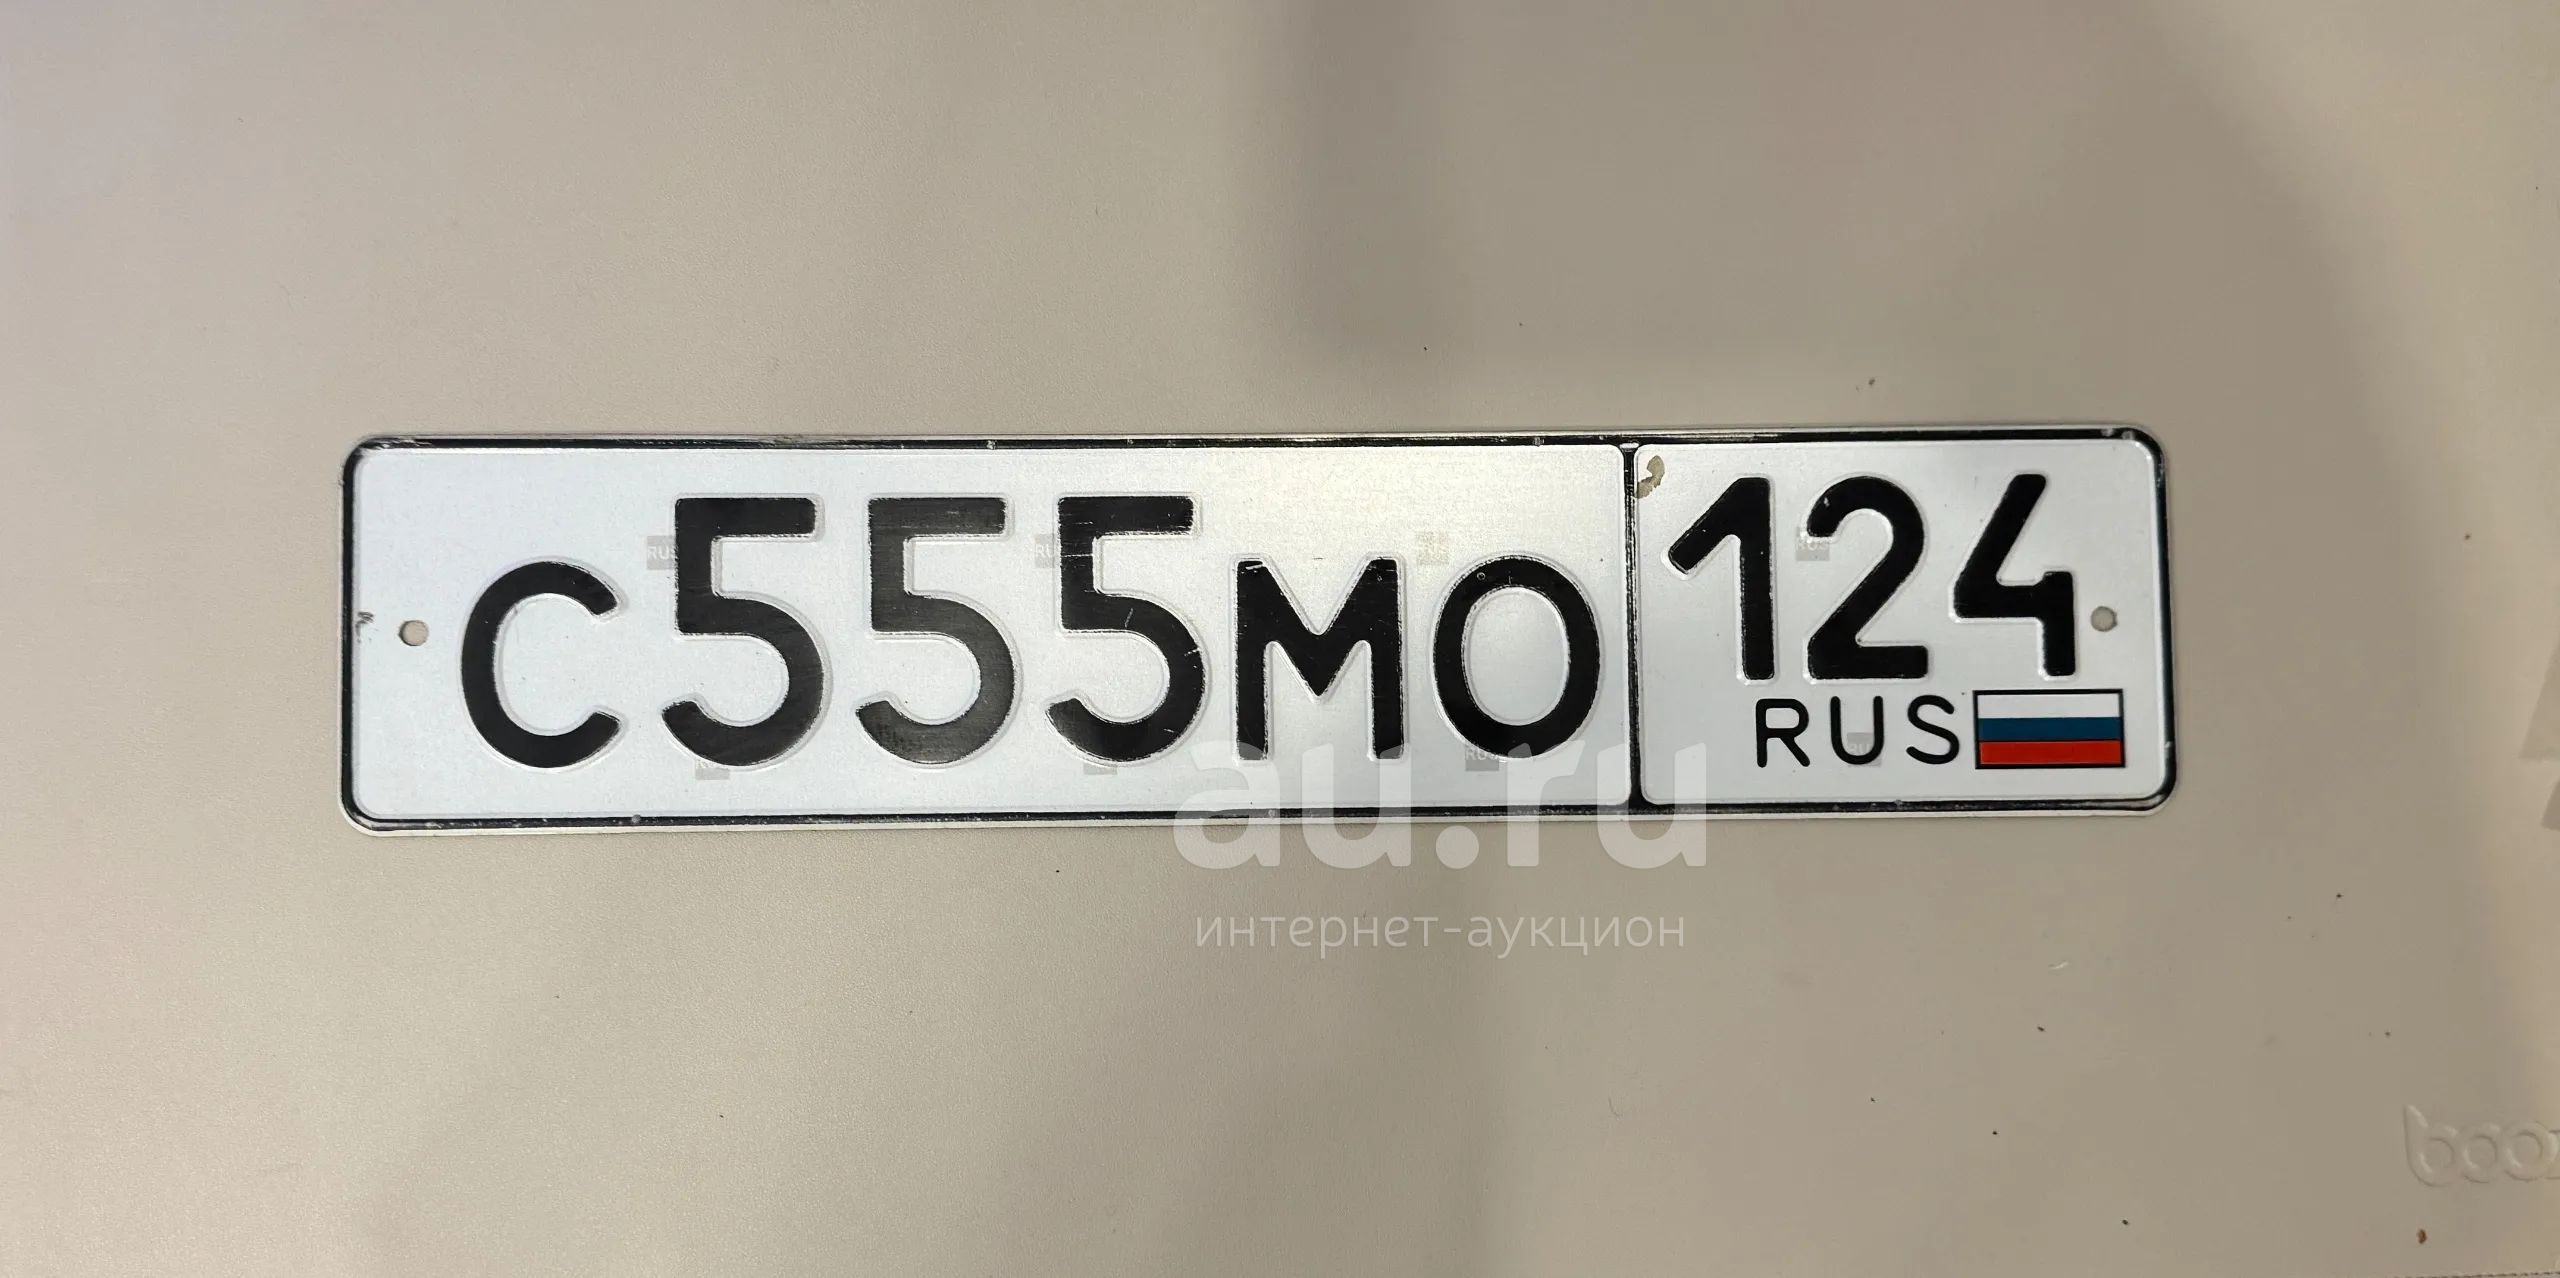 С555МО 124
RUS
au.ru
интернет-аукцион